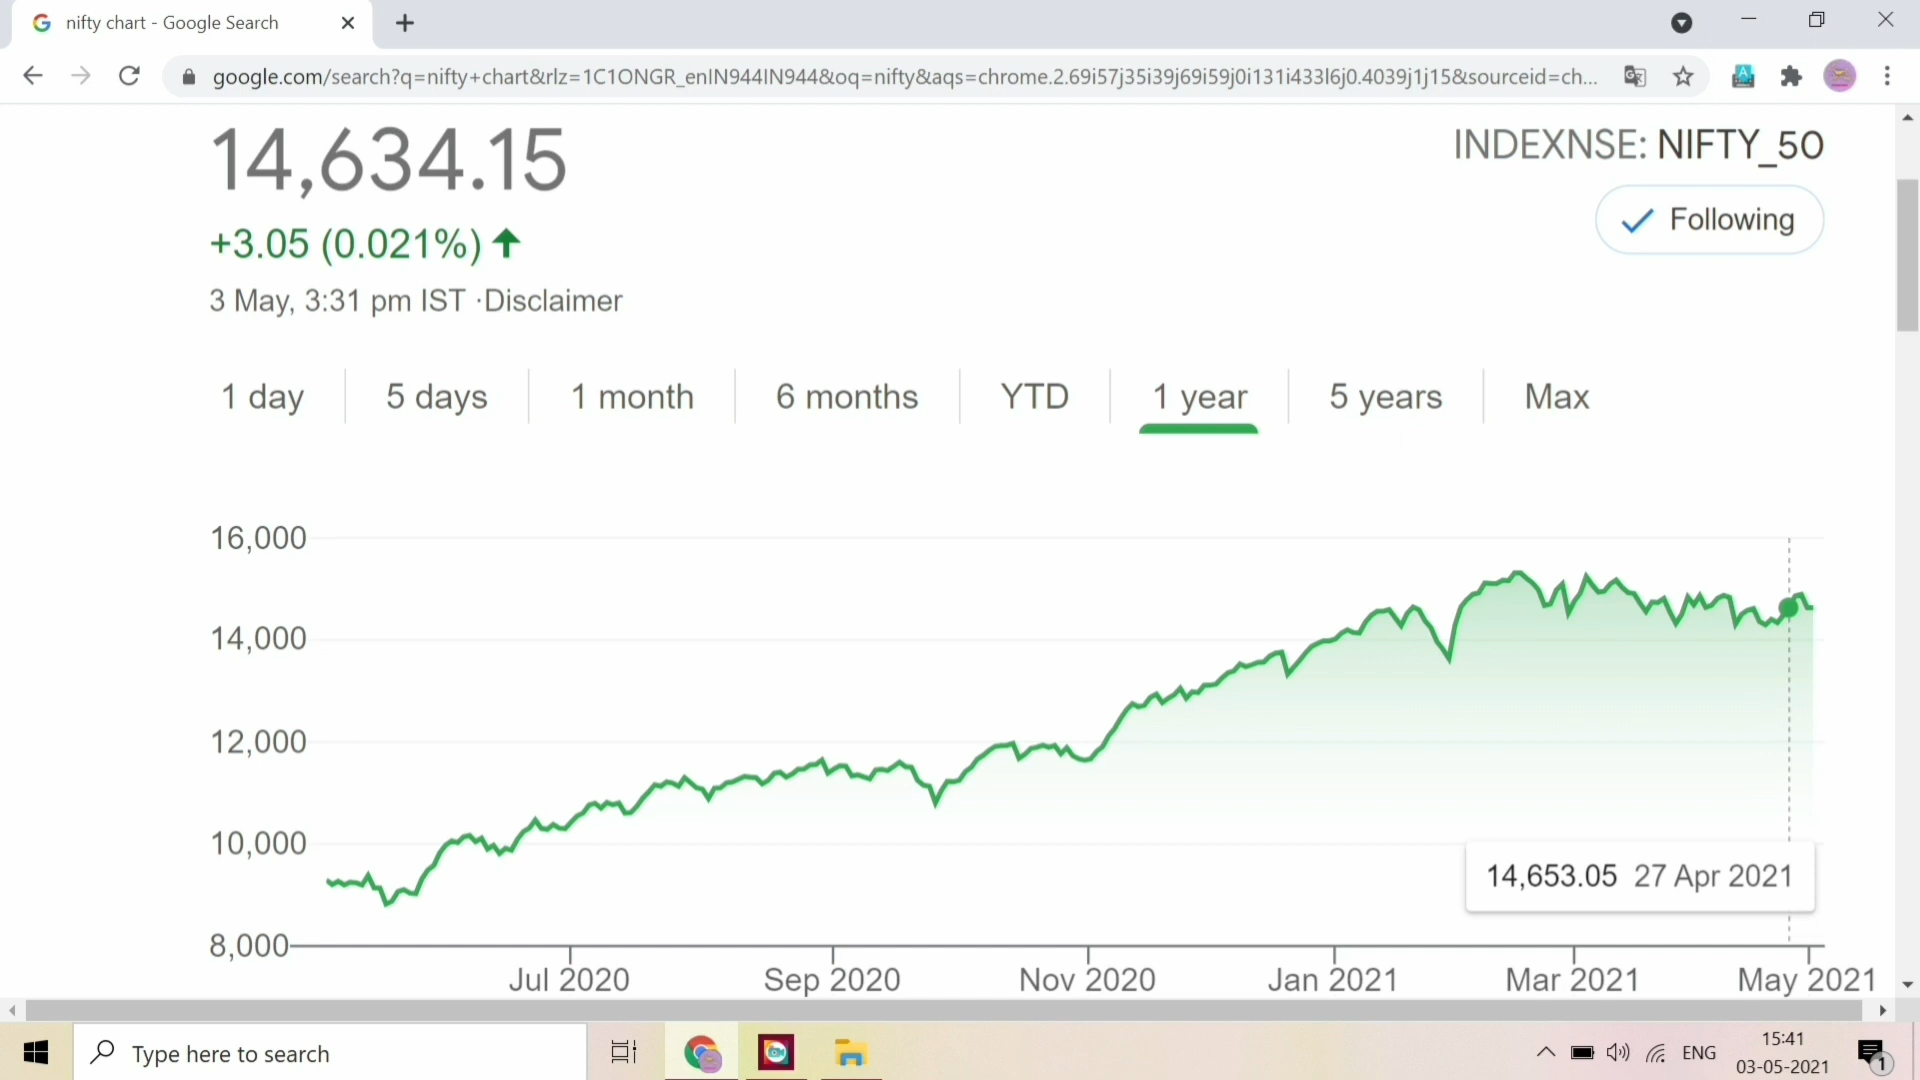 nifty chart - Google Search
google.com/search?q=nifty+chart&rlz=1C1ONGR_enIN944IN944&oq=nifty&aqs=chrome.2.69i57j35i39j69i59j0i131i433l6j0.4039j1j15&sourceid=ch...
14,634.15
INDEXNSE: NIFTY_50
+3.05 (0.021%)
Following
3 May, 3:31 pm IST ·Disclaimer
1 day 5 days 1 month 6 months YTD 1 year 5 years Max
16,000
14,000
12,000
10,000
14,653.05 27 Apr 2021
8,000
Jul 2020 Sep 2020 Nov 2020 Jan 2021 Mar 2021 May 2021
Type here to search
ENG
15:41
03-05-2021
1